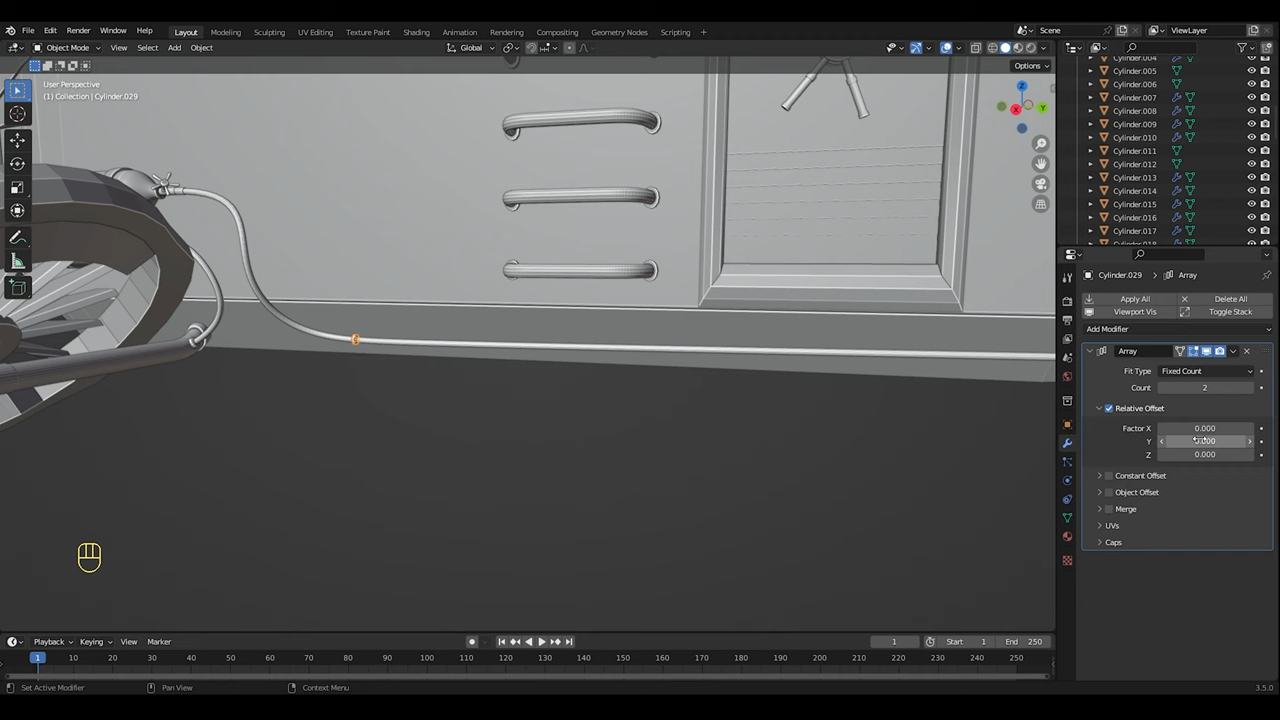 File Edit Render Window Help Layout Modeling Sculpting UV Editing Texture Paint Shading Animation Rendering Compositing Geometry Nodes Scripting + Scene ViewLayer
Object Mode View Select Add Object Global
Options
User Perspective
(1) Collection | Cylinder.029
Z
Y
X
Cylinder.004
Cylinder.005
Cylinder.006
Cylinder.007
Cylinder.008
Cylinder.009
Cylinder.010
Cylinder.011
Cylinder.012
Cylinder.013
Cylinder.014
Cylinder.015
Cylinder.016
Cylinder.017
Cylinder.029 > Array
Apply All Delete All
Viewport Vis Toggle Stack
Add Modifier
Array
Fit Type Fixed Count
Count 2
Relative Offset
Factor X 0.000
Y 0.000
Z 0.000
Constant Offset
Object Offset
Merge
UVs
Caps
Playback Keying View Marker 1 Start 1 End 250
1 10 20 30 40 50 60 70 80 90 100 110 120 130 140 150 160 170 180 190 200 210 220 230 240 250
Set Active Modifier Pan View Context Menu 3.5.0